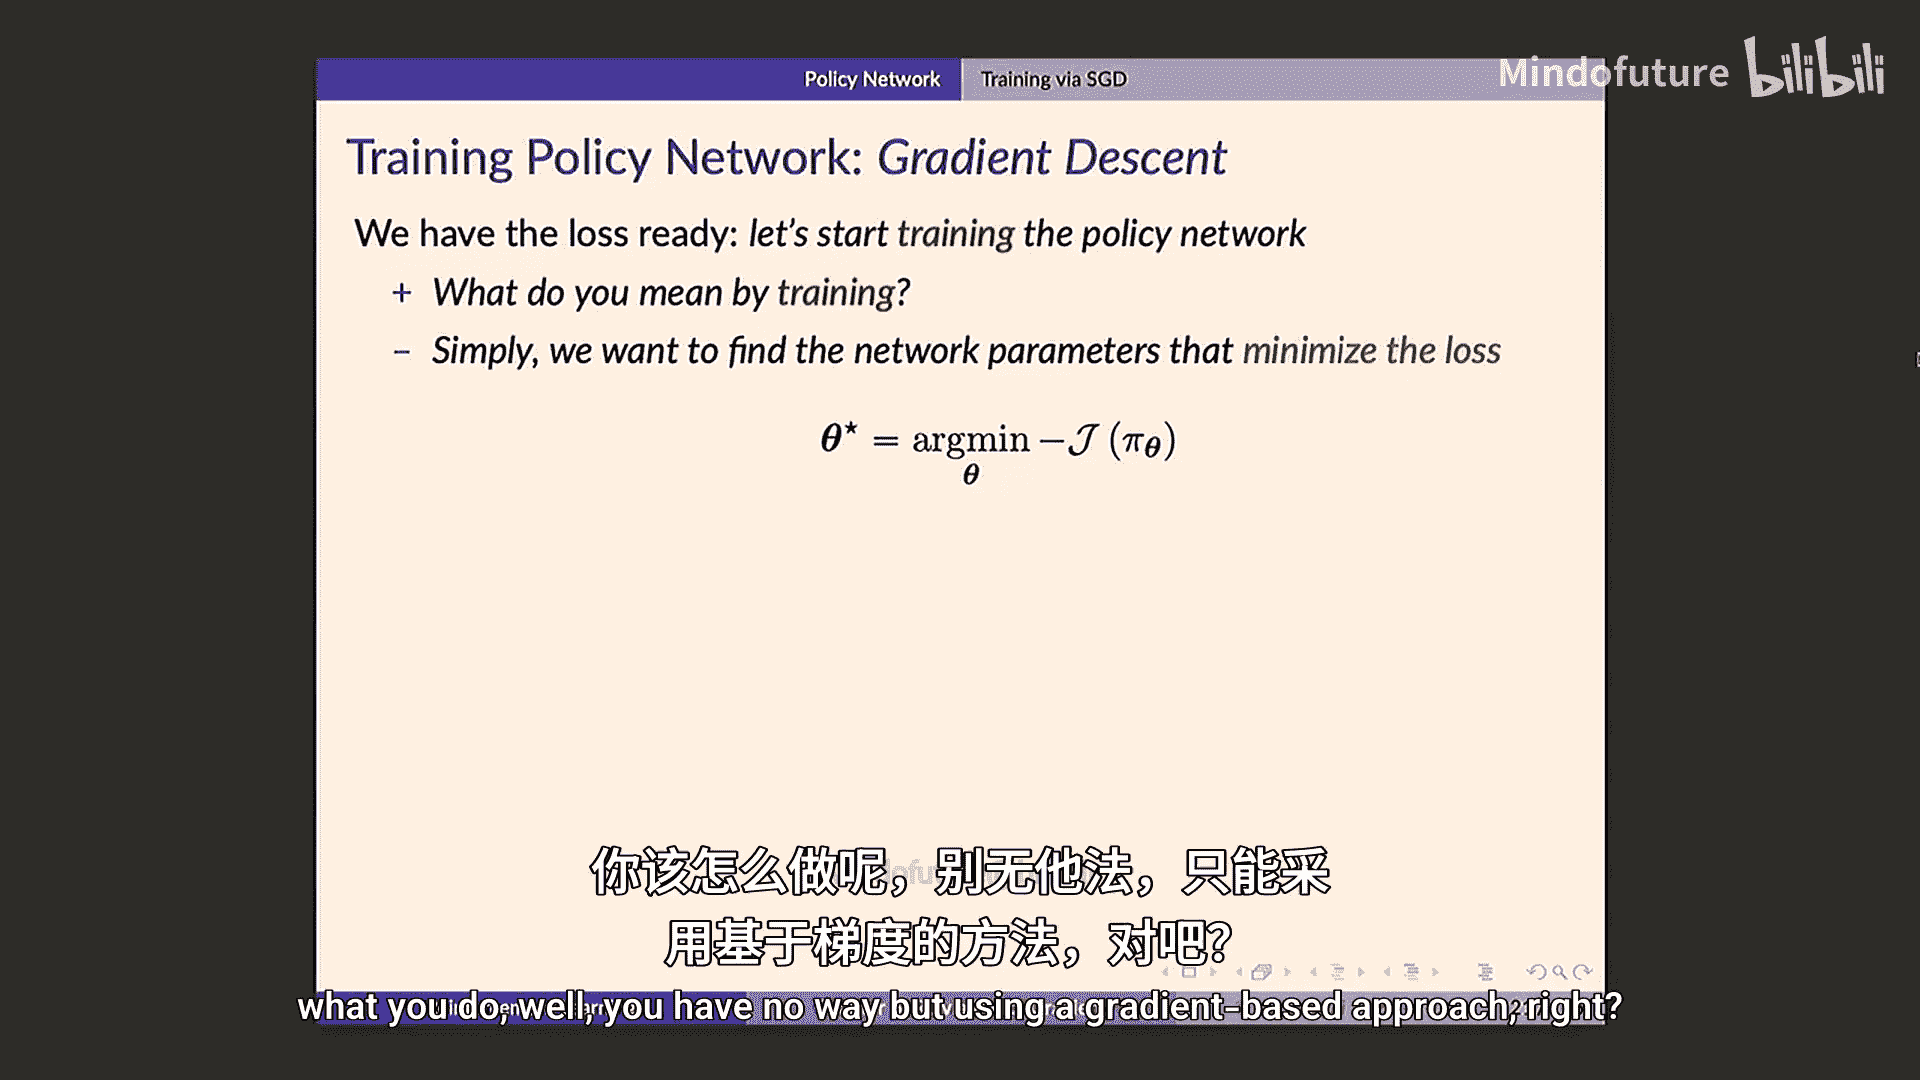 Policy Network
Training via SGD
Mindofuture bilibili
Training Policy Network: Gradient Descent
We have the loss ready: let's start training the policy network
+ What do you mean by training?
– Simply, we want to find the network parameters that minimize the loss
θ* = argmin −J (πθ)
θ
你该怎么做呢，别无他法，只能采
用基于梯度的方法，对吧？
what you do, well, you have no way but using a gradient-based approach, right?